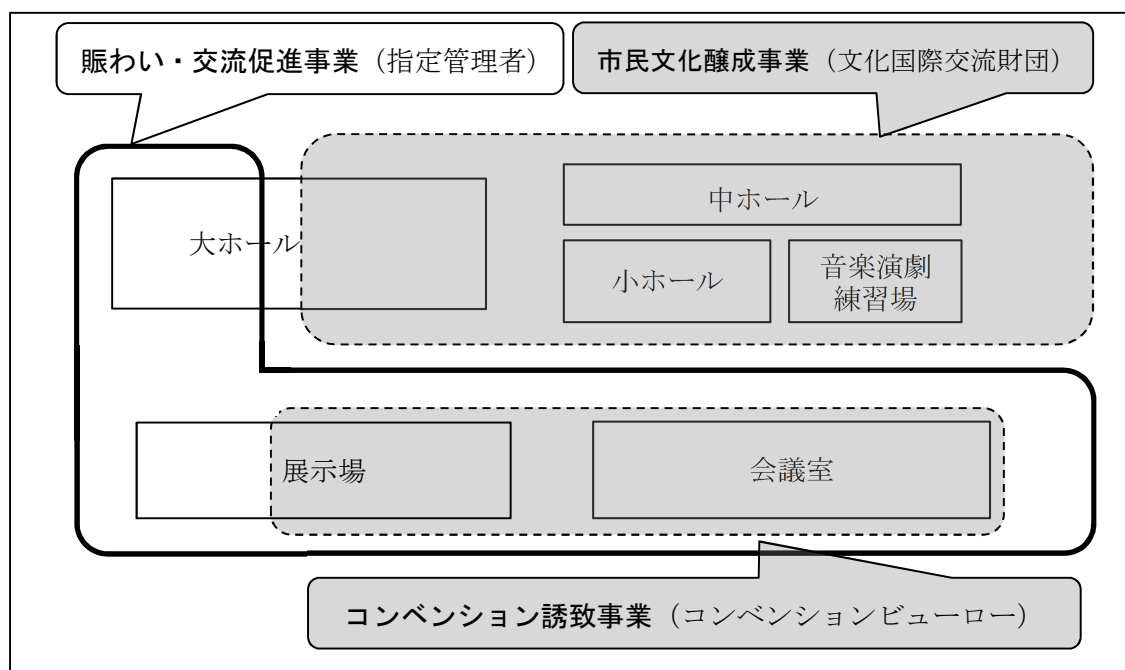 賑わい・交流促進事業（指定管理者）
市民文化醸成事業（文化国際交流財団）
大ホール
中ホール
小ホール
音楽演劇
練習場
展示場
会議室
コンベンション誘致事業（コンベンションビューロー）